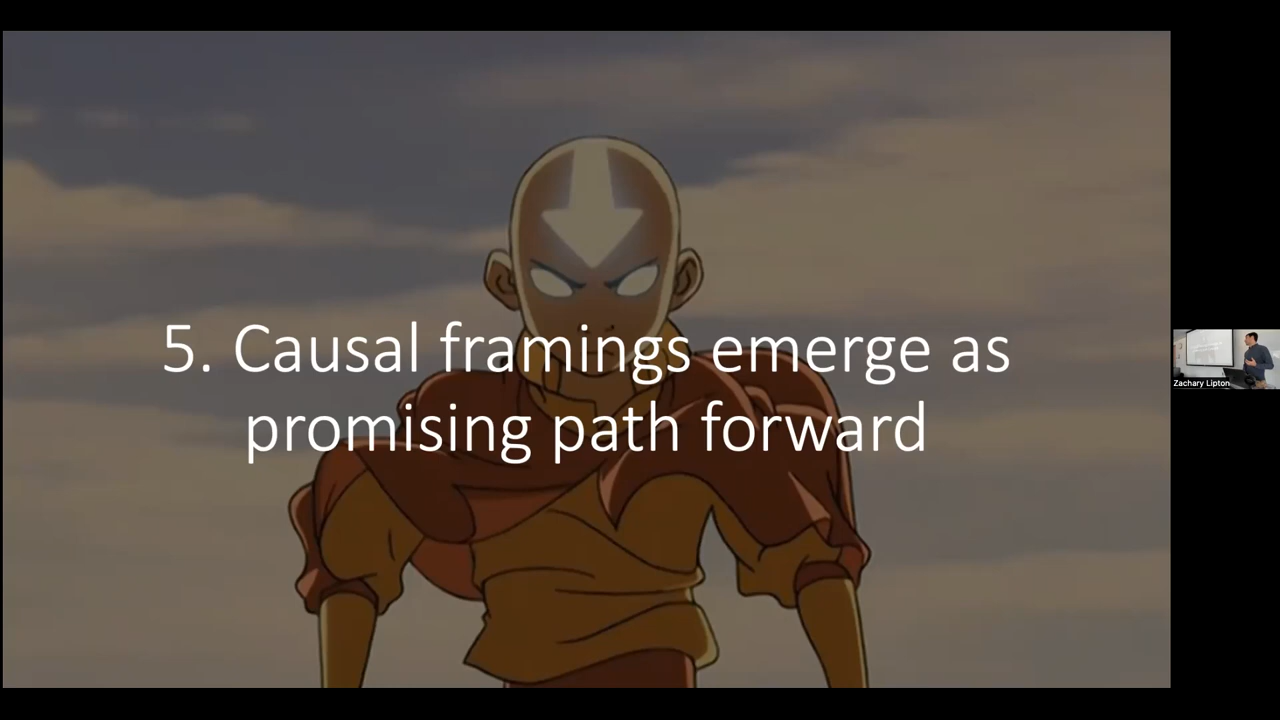 5. Causal framings emerge as
promising path forward
Zachary Lipton